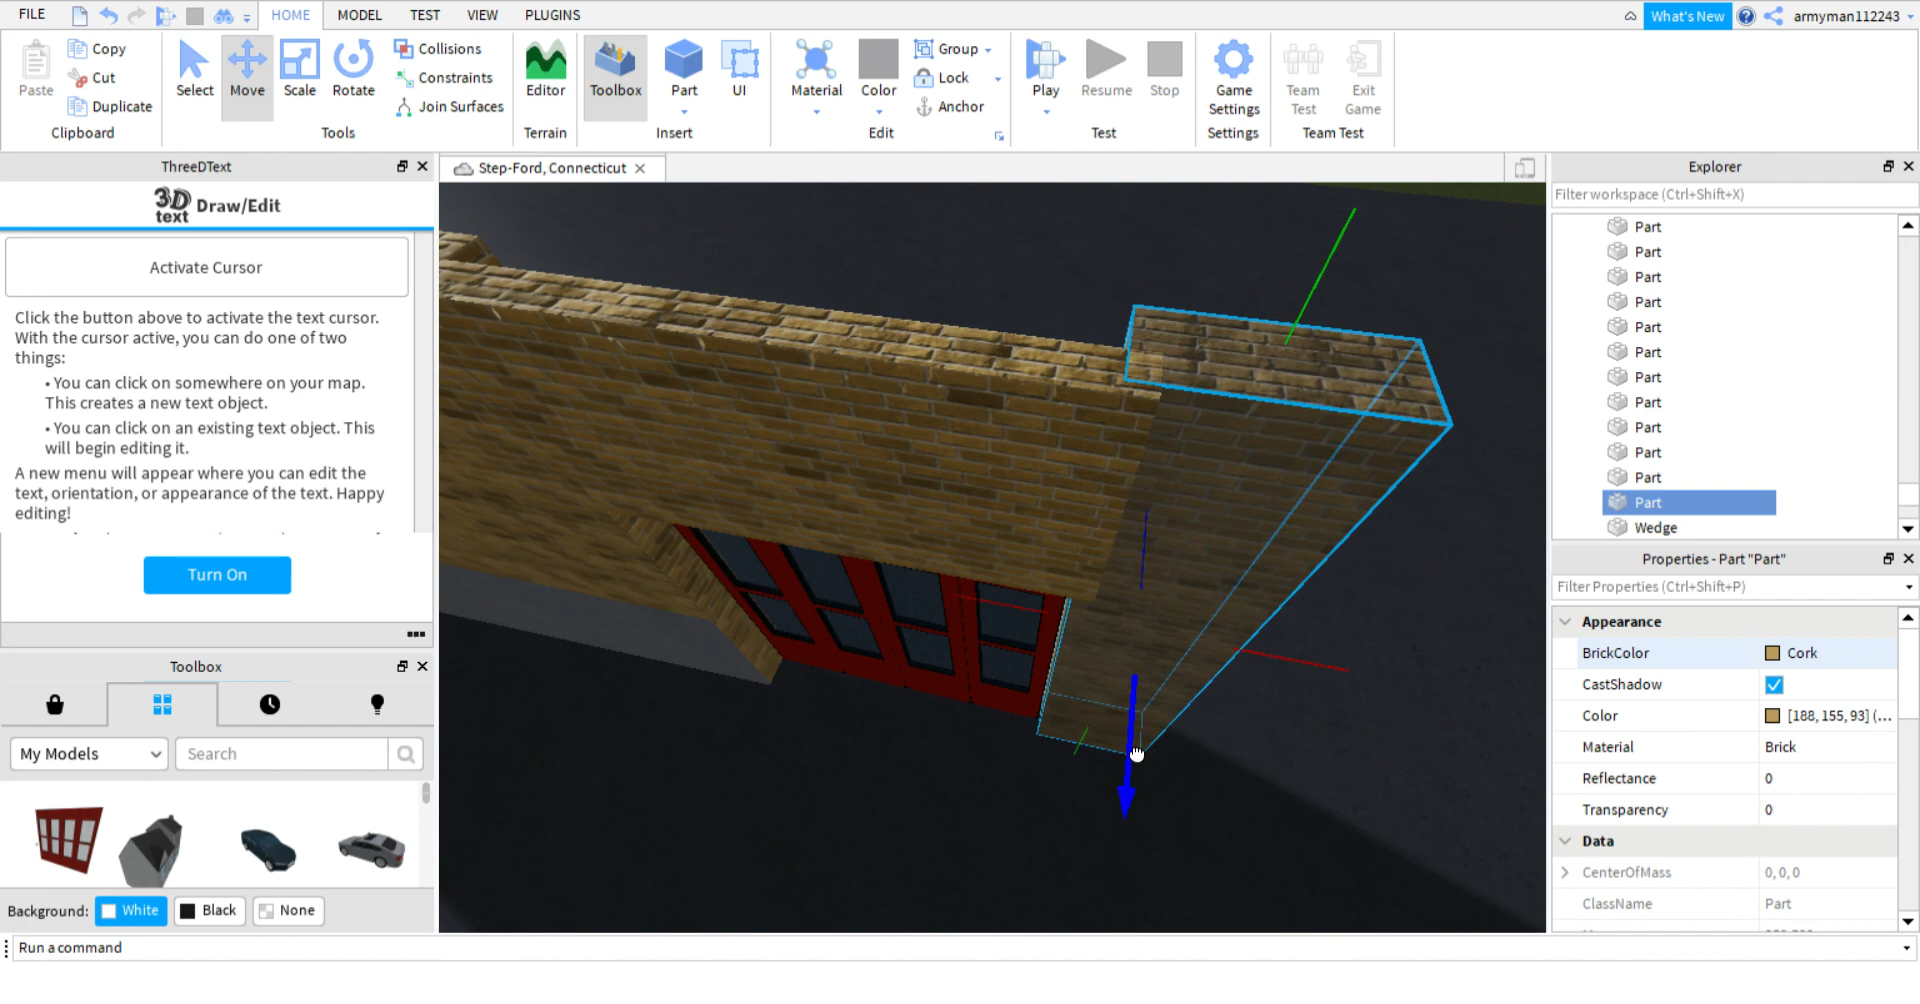 FILE HOME MODEL TEST VIEW PLUGINS What's New armyman112243
Paste Copy Cut Duplicate
Clipboard
Select Move Scale Rotate Collisions Constraints Join Surfaces
Tools
Editor
Terrain
Toolbox Part UI
Insert
Material Color Group Lock Anchor
Edit
Play Resume Stop
Test
Game Settings
Settings
Team Test Exit Game
Team Test
ThreeDText
3D text Draw/Edit
Activate Cursor
Click the button above to activate the text cursor.
With the cursor active, you can do one of two
things:
• You can click on somewhere on your map.
This creates a new text object.
• You can click on an existing text object. This
will begin editing it.
A new menu will appear where you can edit the
text, orientation, or appearance of the text. Happy
editing!
Turn On
Toolbox
My Models Search
Background: White Black None
Run a command
Step-Ford, Connecticut
Explorer
Filter workspace (Ctrl+Shift+X)
Part
Part
Part
Part
Part
Part
Part
Part
Part
Part
Part
Part
Wedge
Properties - Part "Part"
Filter Properties (Ctrl+Shift+P)
Appearance
BrickColor Cork
CastShadow
Color [188, 155, 93] (...
Material Brick
Reflectance 0
Transparency 0
Data
CenterOfMass 0, 0, 0
ClassName Part